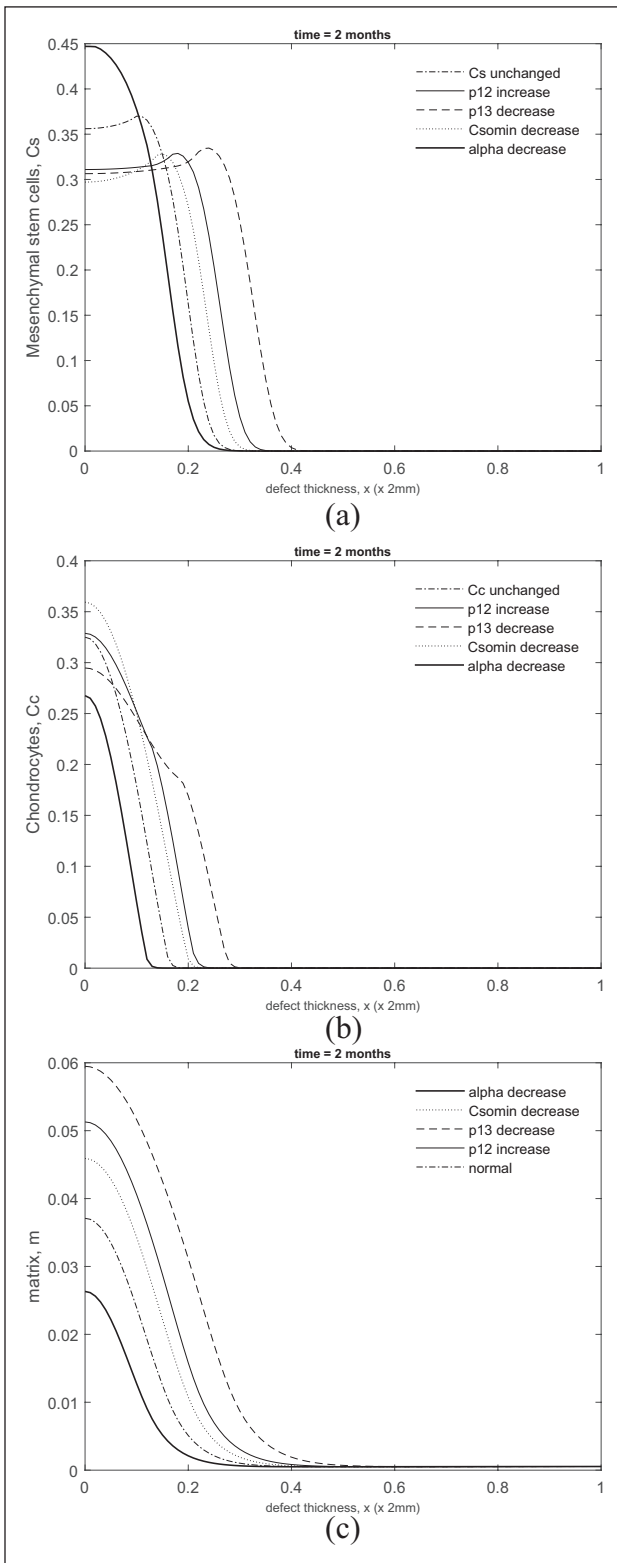 time = 2 months
0.45
0.4
0.35
0.3
0.25
0.2
0.15
0.1
0.05
0
Mesenchymal stem cells, Cs
Cs unchanged
p12 increase
p13 decrease
Csomin decrease
alpha decrease
0 0.2 0.4 0.6 0.8 1
defect thickness, x (x 2mm)
(a)
time = 2 months
0.4
0.35
0.3
0.25
0.2
0.15
0.1
0.05
0
Chondrocytes, Cc
Cc unchanged
p12 increase
p13 decrease
Csomin decrease
alpha decrease
0 0.2 0.4 0.6 0.8 1
defect thickness, x (x 2mm)
(b)
time = 2 months
0.06
0.05
0.04
0.03
0.02
0.01
0
matrix, m
alpha decrease
Csomin decrease
p13 decrease
p12 increase
normal
0 0.2 0.4 0.6 0.8 1
defect thickness, x (x 2mm)
(c)